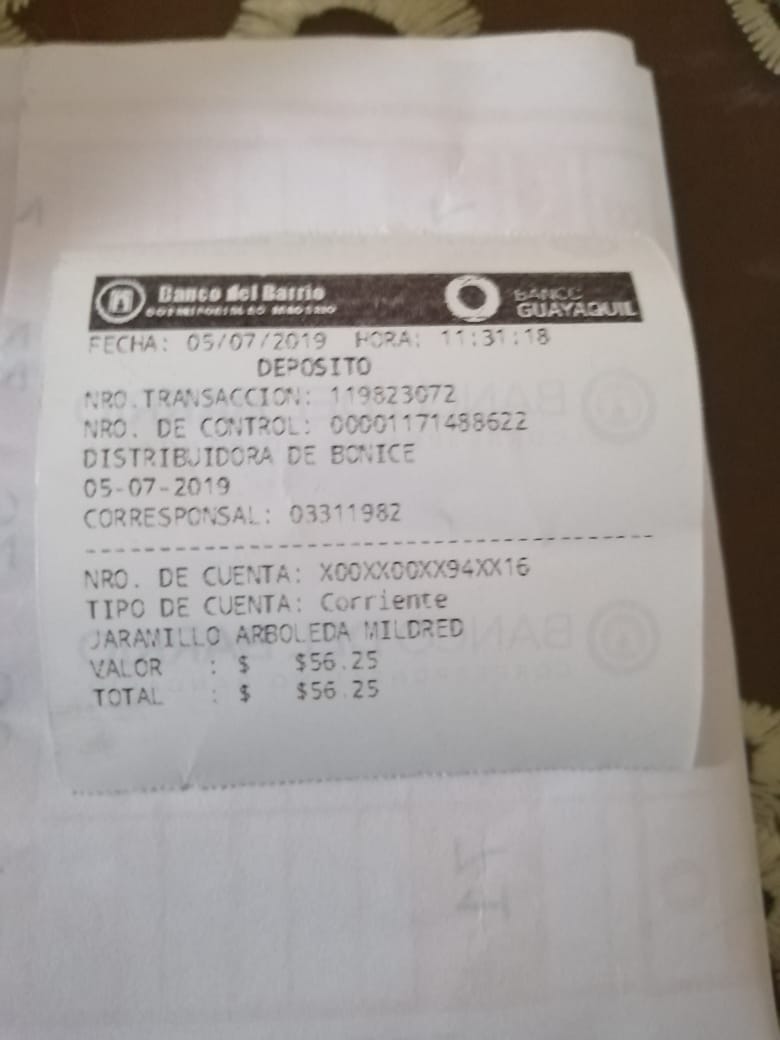 Banco del Barrio
BANCO
GUAYAQUIL
FECHA: 05/07/2019 HORA: 11:31:18
DEPOSITO
NRO.TRANSACCION: 119823072
NRO. DE CONTROL: 00001171488622
DISTRIBUIDORA DE BONICE
05-07-2019
CORRESPONSAL: 03311982
NRO. DE CUENTA: X00XX00XX94XX16
TIPO DE CUENTA: Corriente
JARAMILLO ARBOLEDA MILDRED
VALOR : $ $56.25
TOTAL : $ $56.25